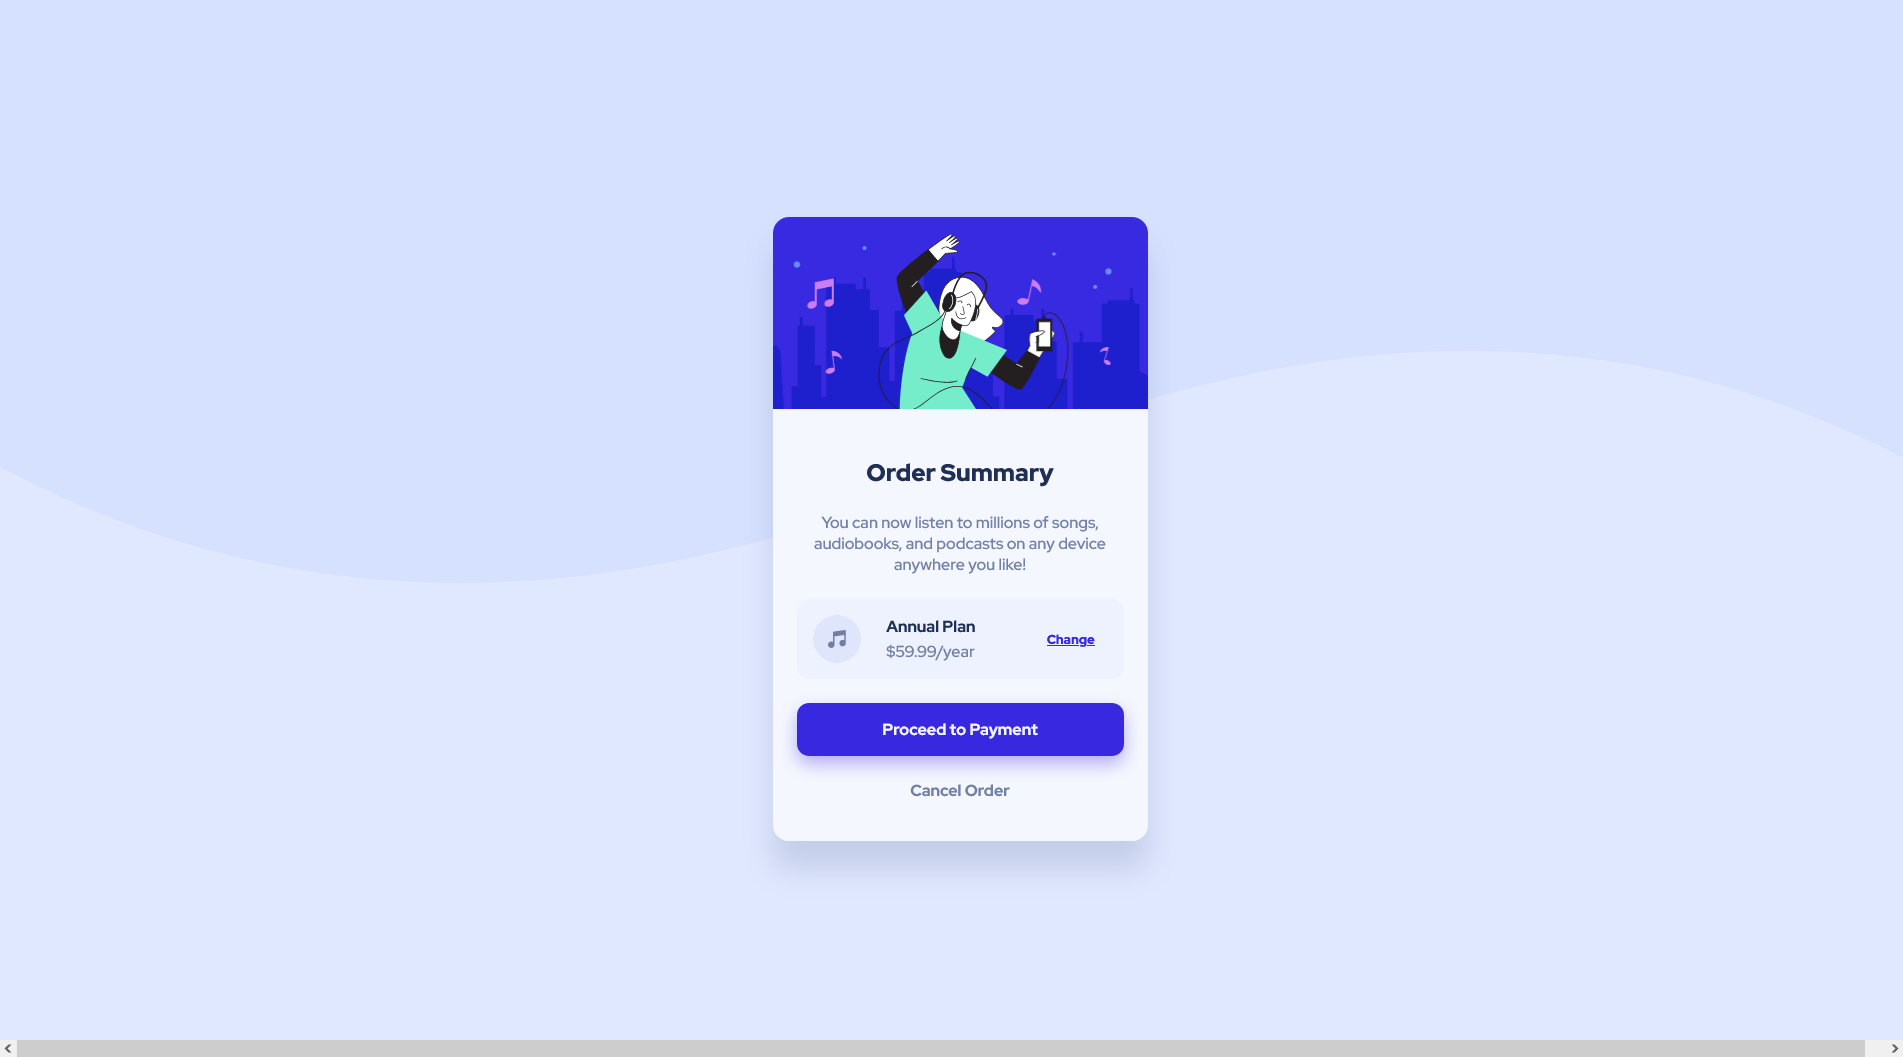 Order Summary
You can now listen to millions of songs,
audiobooks, and podcasts on any device
anywhere you like!
Annual Plan
$59.99/year
Change
Proceed to Payment
Cancel Order